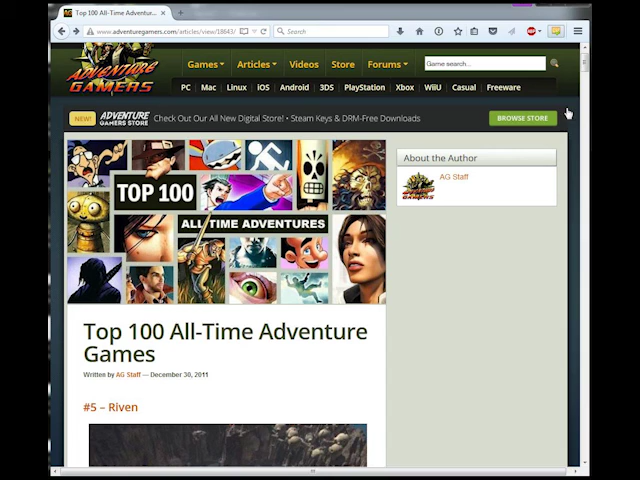 Top 100 All-Time Adventur...
www.adventuregamers.com/articles/view/18643/
Search
ADVENTURE
GAMERS
Games
Articles
Videos
Store
Forums
Game search...
PC
Mac
Linux
iOS
Android
3DS
PlayStation
Xbox
WiiU
Casual
Freeware
NEW!
ADVENTURE
GAMERS STORE
Check Out Our All New Digital Store! • Steam Keys & DRM-Free Downloads
BROWSE STORE
TOP 100
ALL-TIME ADVENTURES
About the Author
AG Staff
Top 100 All-Time Adventure
Games
Written by AG Staff — December 30, 2011
#5 – Riven